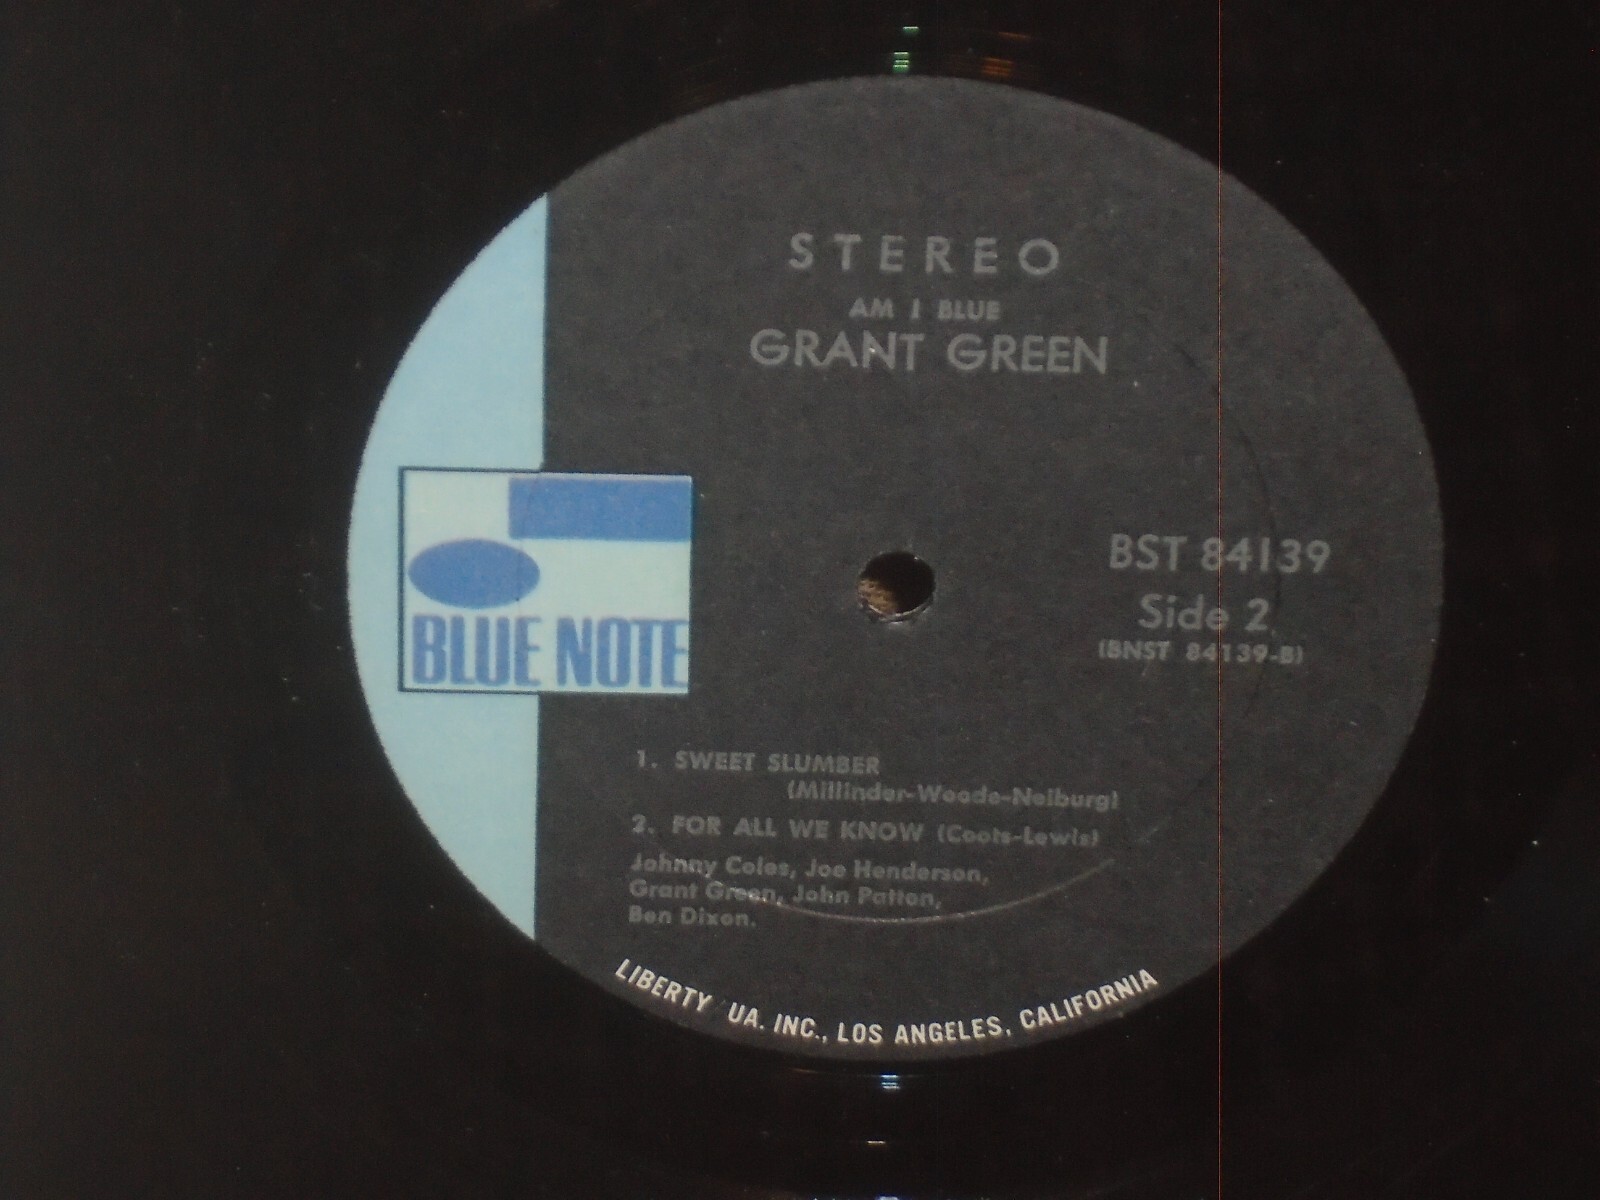 STEREO
AM I BLUE
GRANT GREEN
BLUE NOTE
BST 84139
Side 2
(BNST 84139-B)
1. SWEET SLUMBER
(Millinder-Woode-Neiburg)
2. FOR ALL WE KNOW (Coots-Lewis)
Johnny Coles, Joe Henderson,
Grant Green, John Patton,
Ben Dixon.
LIBERTY/UA. INC., LOS ANGELES, CALIFORNIA